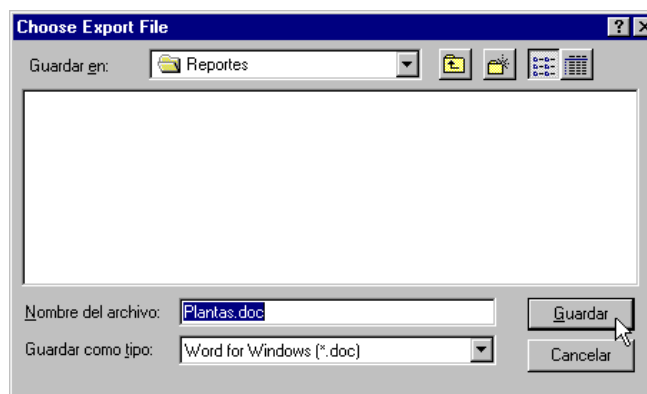 Choose Export File
Guardar en: Reportes
Nombre del archivo: Plantas.doc Guardar
Guardar como tipo: Word for Windows (*.doc) Cancelar